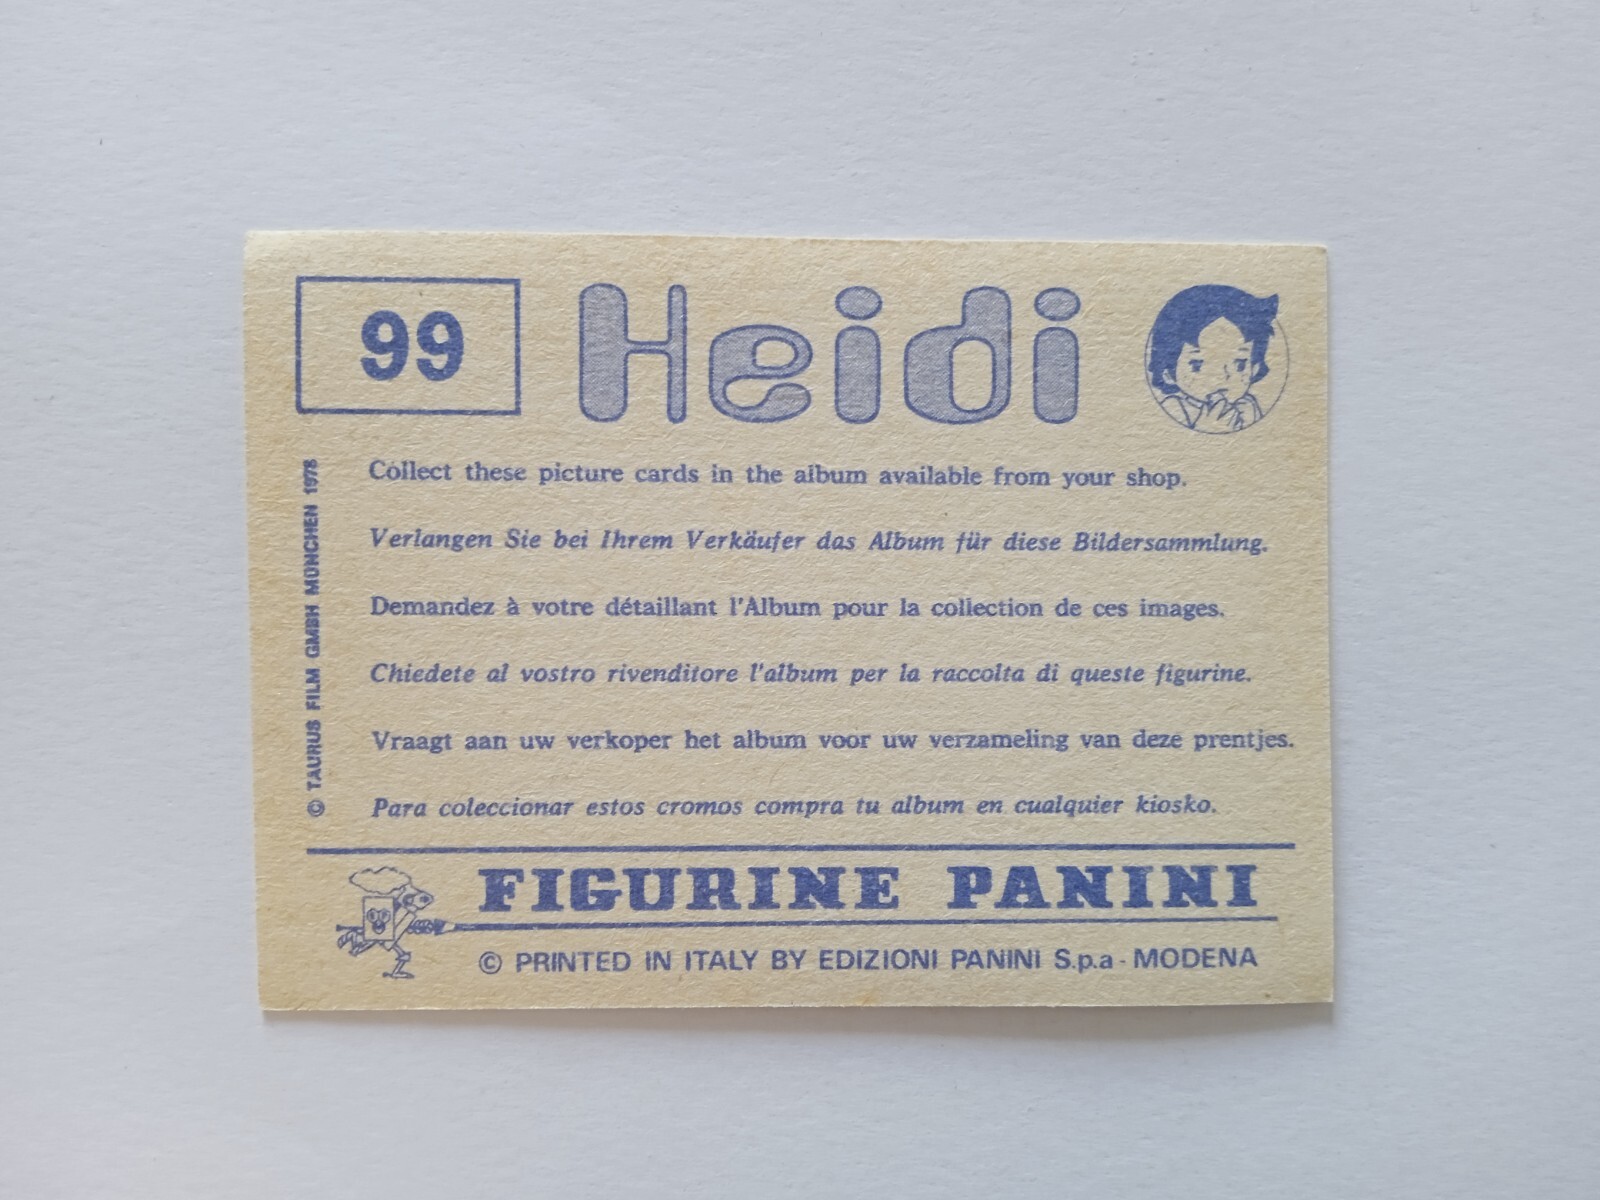 99
Heidi
© TAURUS FILM GMBH MÜNCHEN 1978
Collect these picture cards in the album available from your shop.
Verlangen Sie bei Ihrem Verkäufer das Album für diese Bildersammlung.
Demandez à votre détaillant l'Album pour la collection de ces images.
Chiedete al vostro rivenditore l'album per la raccolta di queste figurine.
Vraagt aan uw verkoper het album voor uw verzameling van deze prentjes.
Para coleccionar estos cromos compra tu album en cualquier kiosko.
FIGURINE PANINI
© PRINTED IN ITALY BY EDIZIONI PANINI S.p.a - MODENA